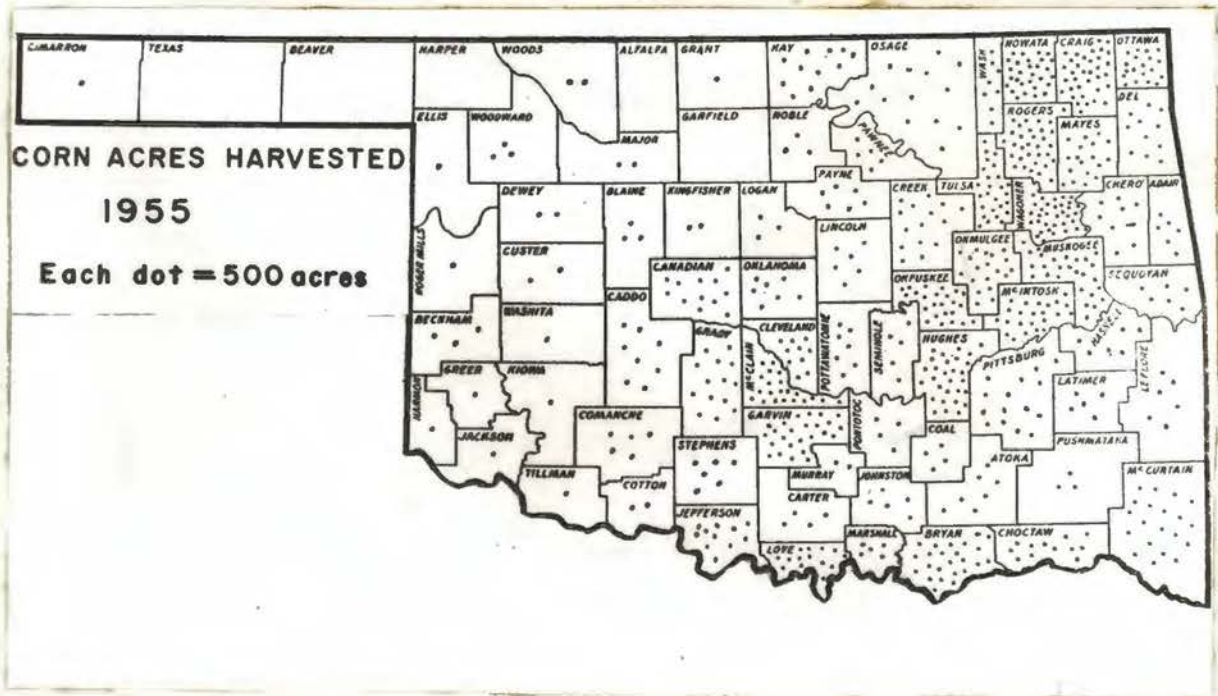 CIMARRON TEXAS BEAVER HARPER WOODS ALFALFA GRANT KAY OSAGE WASH NOWATA CRAIG OTTAWA
ELLIS WOODWARD MAJOR GARFIELD NOBLE PAWNEE ROGERS MAYES DEL
CORN ACRES HARVESTED
1955
Each dot = 500 acres
DEWEY BLAINE KINGFISHER LOGAN PAYNE CREEK TULSA WAGONER CHERO' ADAIR
ROGER MILLS CUSTER CANADIAN OKLAHOMA LINCOLN OKMULGEE MUSKOGEE SEQUOYAH
BECKHAM WASHITA CADDO GRADY CLEVELAND POTTAWATOMIE SEMINOLE OKFUSKEE McINTOSK HASKELL
HARMON GREER KIOWA McCLAIN HUGHES PITTSBURG LATIMER LE FLORE
JACKSON COMANCHE GARVIN PONTOTOC COAL PUSHMATAKA
TILLMAN COTTON STEPHENS MURRAY JOHNSTON ATOKA McCURTAIN
JEFFERSON CARTER LOVE MARSHALL BRYAN CHOCTAW